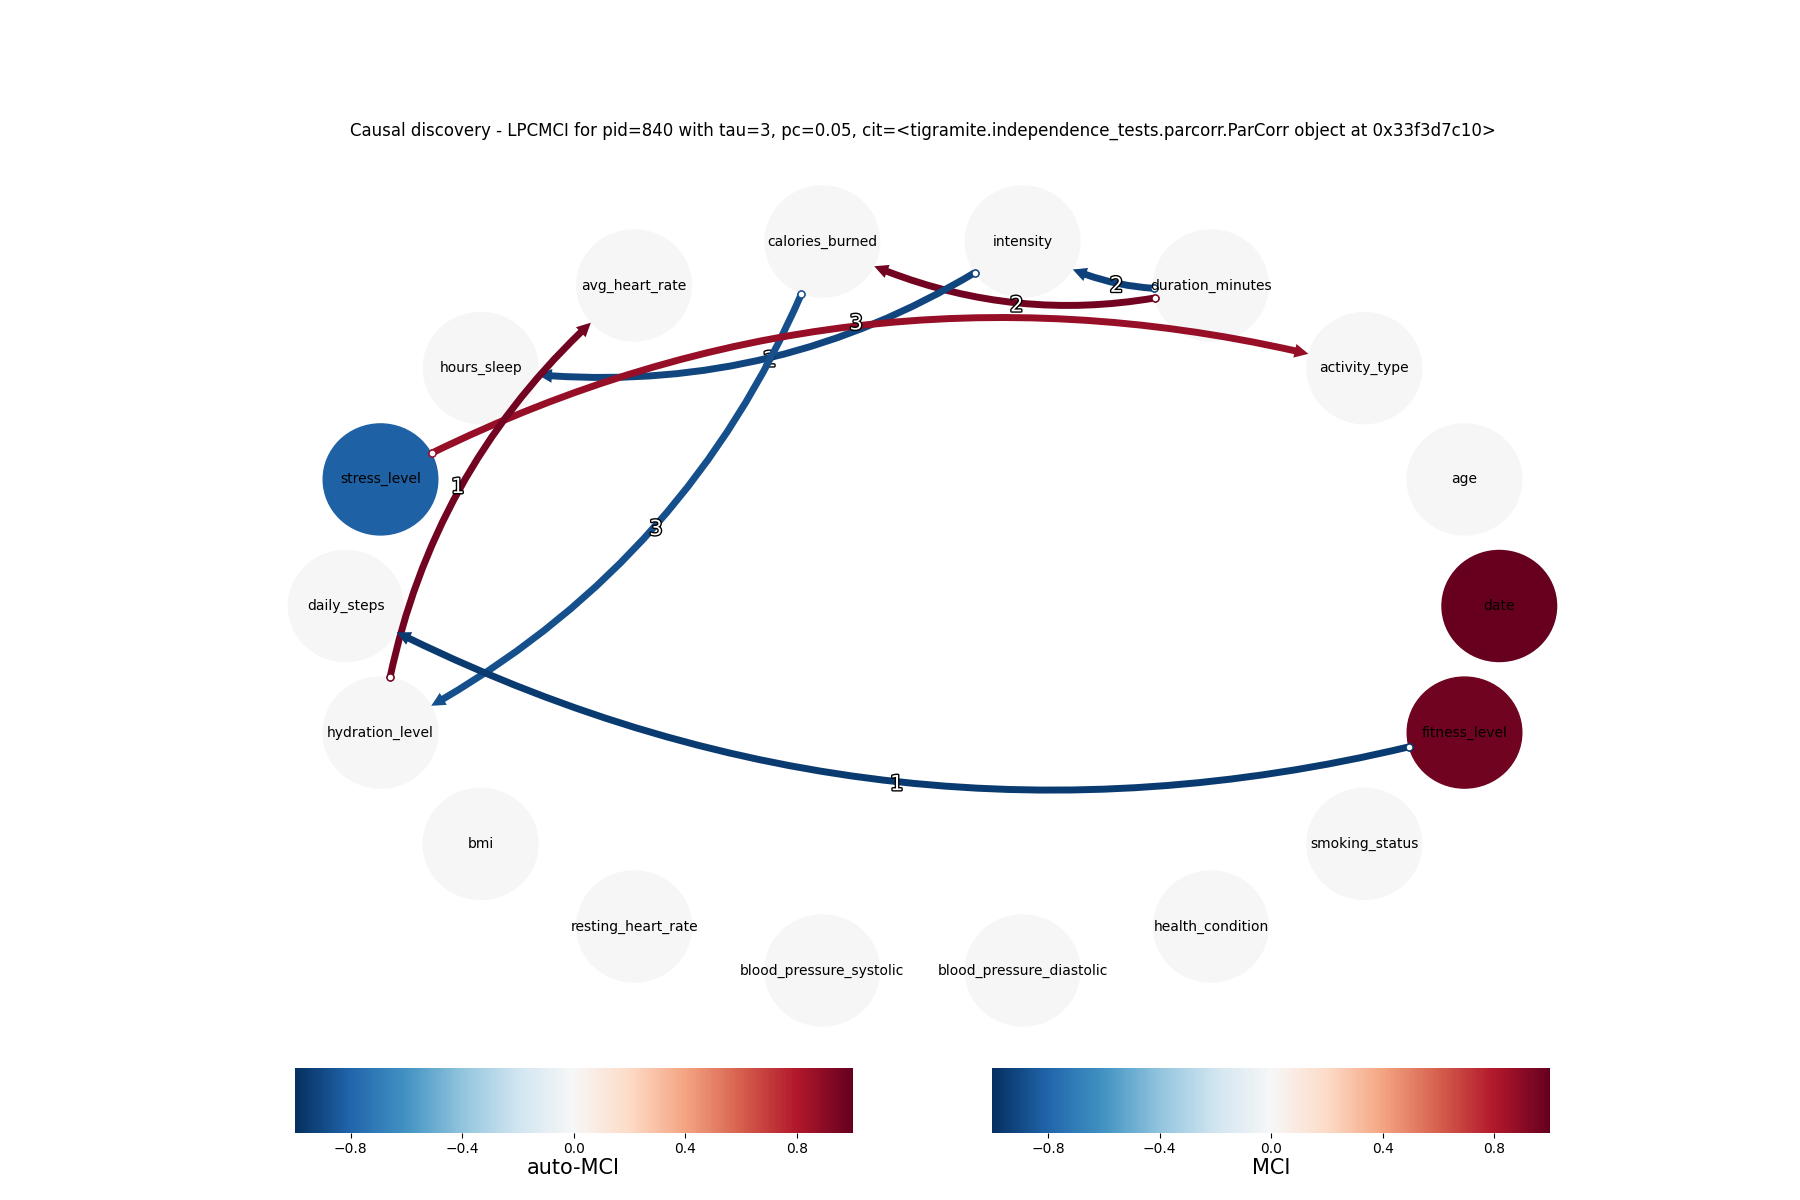 Causal discovery - LPCMCI for pid=840 with tau=3, pc=0.05, cit=<tigramite.independence_tests.parcorr.ParCorr object at 0x33f3d7c10>
calories_burned
intensity
avg_heart_rate
duration_minutes
2
2
3
hours_sleep
activity_type
stress_level
1
age
3
daily_steps
date
hydration_level
fitness_level
1
bmi
smoking_status
resting_heart_rate
health_condition
blood_pressure_systolic
blood_pressure_diastolic
−0.8 −0.4 0.0 0.4 0.8
auto-MCI
−0.8 −0.4 0.0 0.4 0.8
MCI